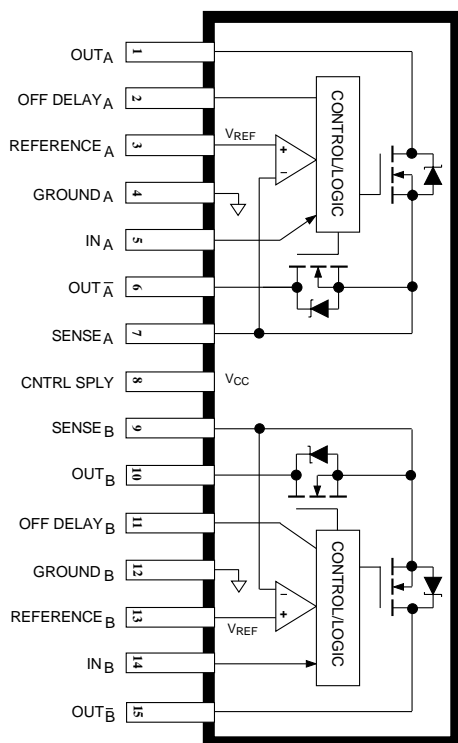 OUTA 1
OFF DELAYA 2
CONTROL/LOGIC
REFERENCEA 3 VREF + −
GROUNDA 4
INA 5
OUTA̅ 6
SENSEA 7
CNTRL SPLY 8 VCC
SENSEB 9
OUTB 10
OFF DELAYB 11
GROUNDB 12
CONTROL/LOGIC
− +
REFERENCEB 13 VREF
INB 14
OUTB̅ 15